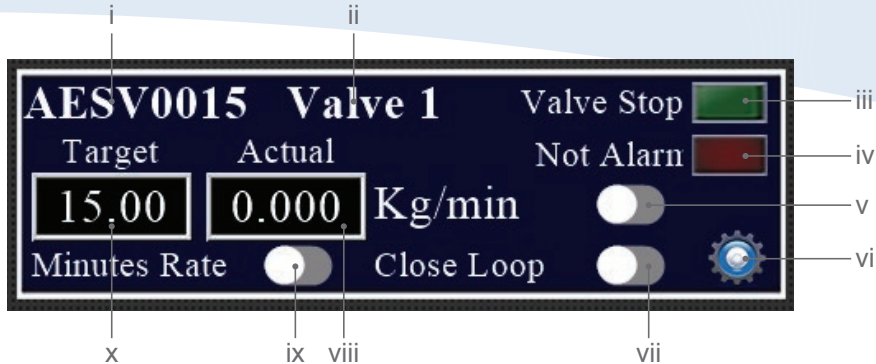 i ii
AESV0015 Valve 1 Valve Stop iii
Target Actual Not Alarn iv
15.00 0.000 Kg/min v
Minutes Rate Close Loop vi
x ix viii vii